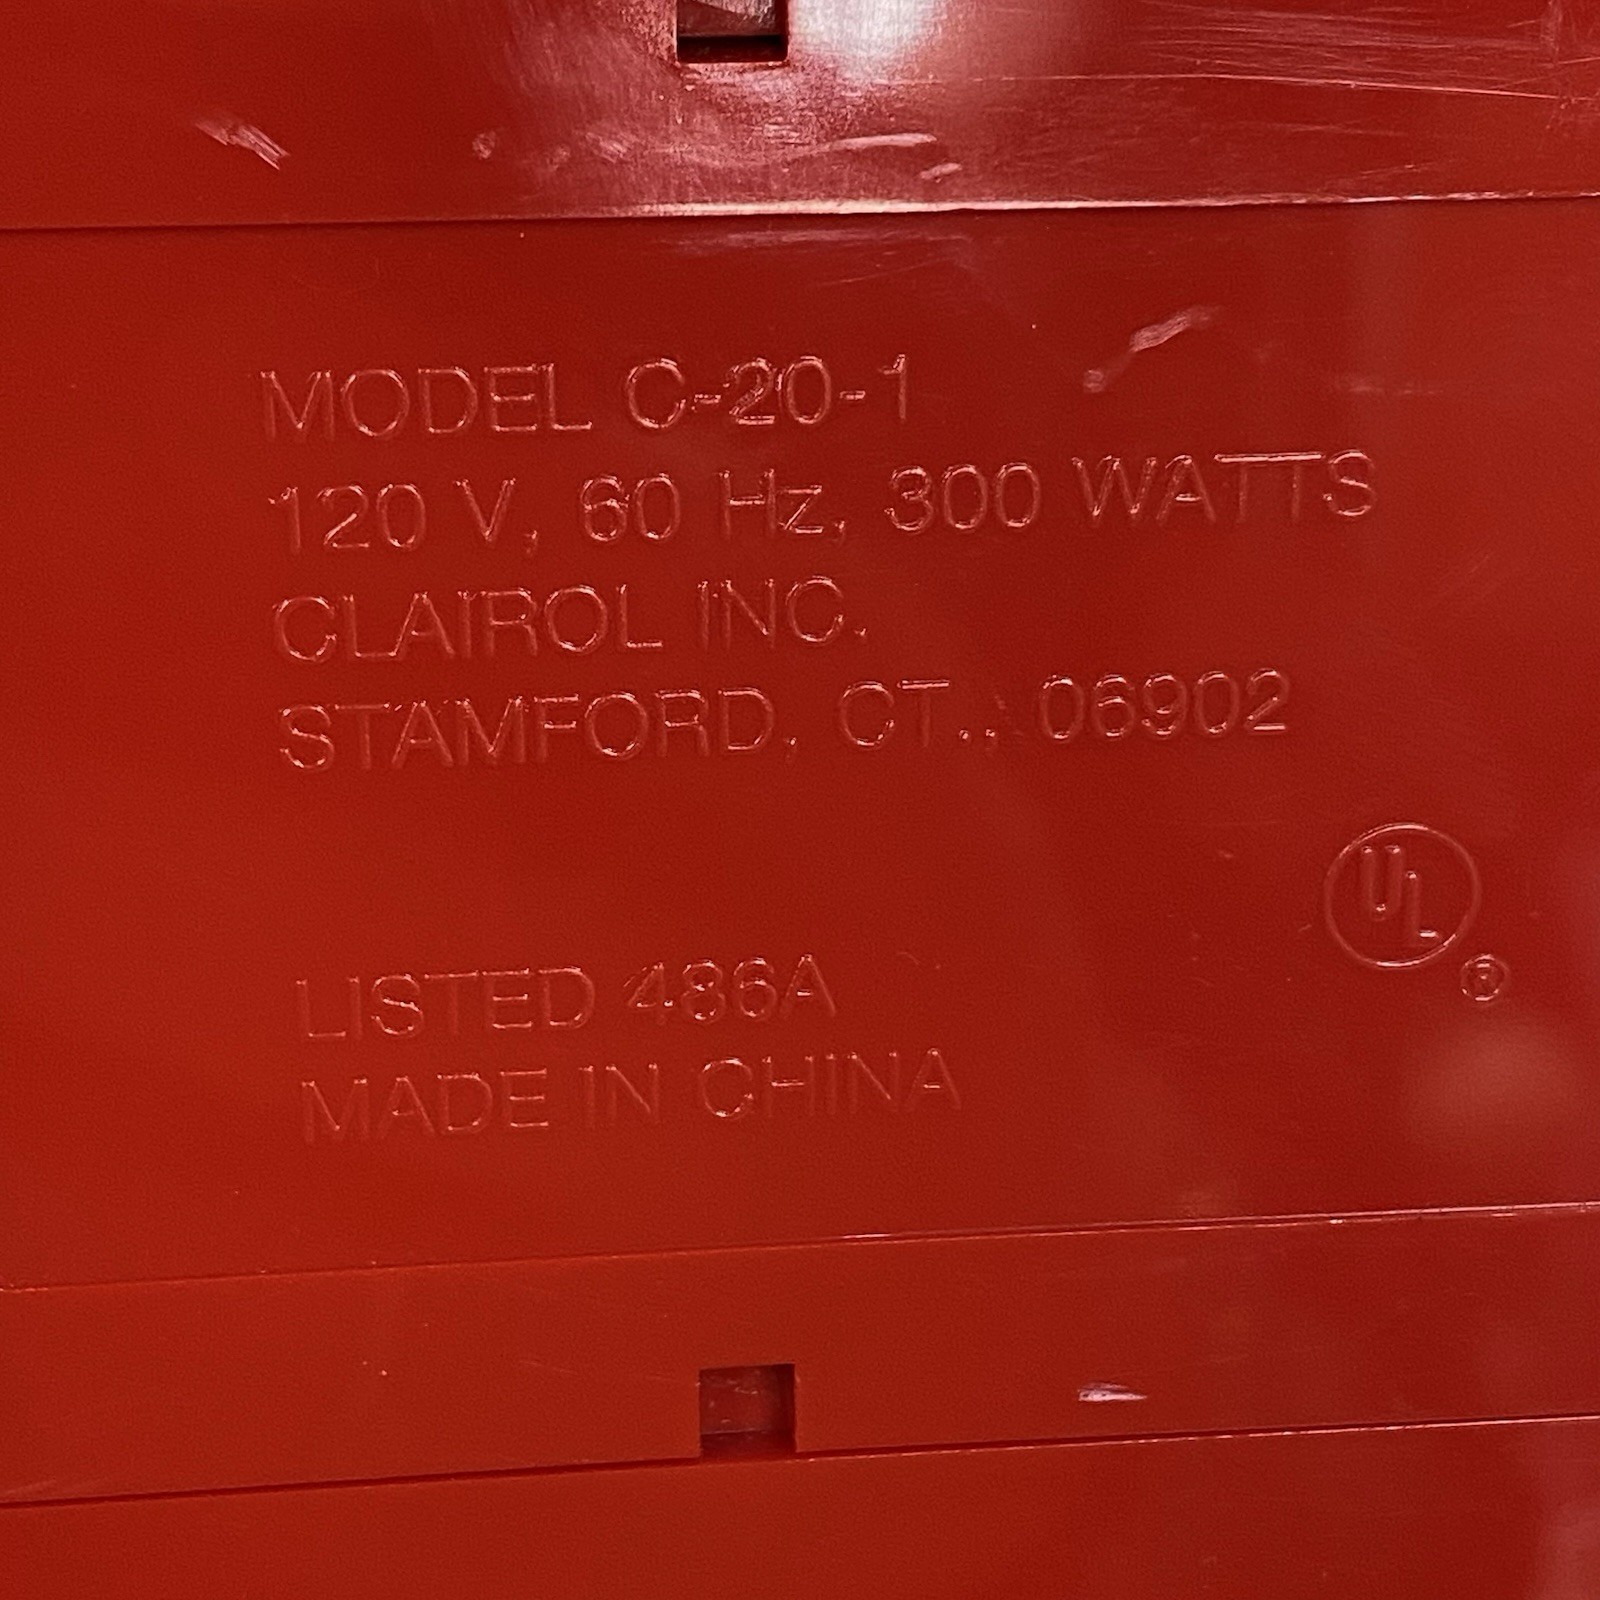 MODEL C-20-1
120 V, 60 Hz, 300 WATTS
CLAIROL INC.
STAMFORD, CT., 06902
UL
®
LISTED 486A
MADE IN CHINA